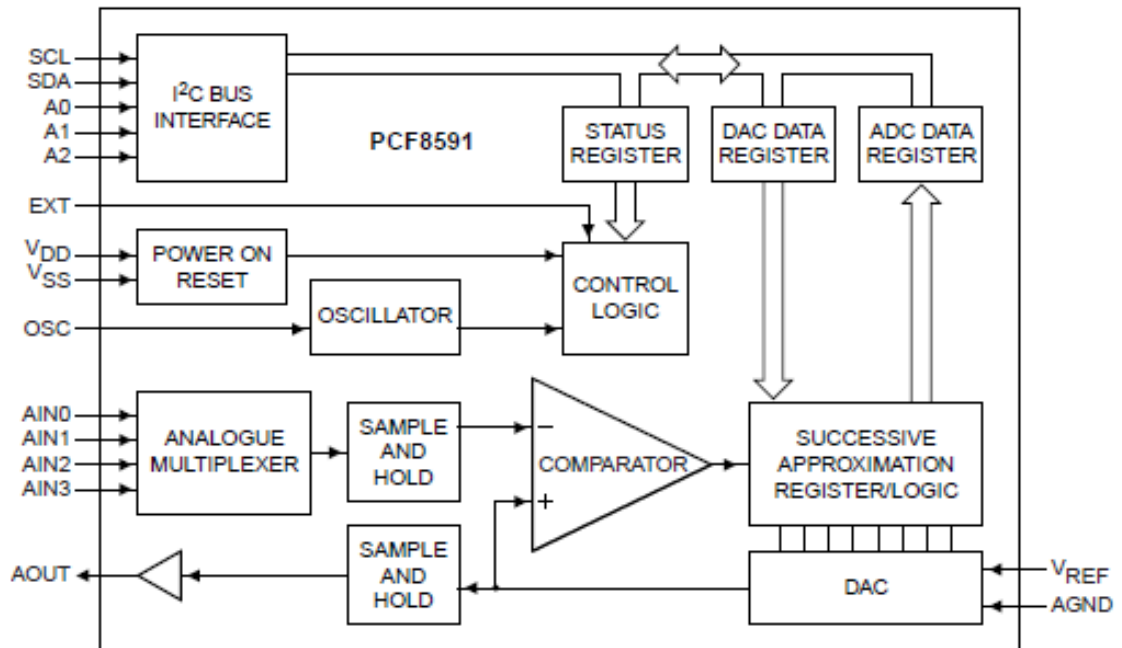 SCL
SDA
A0
A1
A2
I²C BUS
INTERFACE
PCF8591
STATUS
REGISTER
DAC DATA
REGISTER
ADC DATA
REGISTER
EXT
VDD
VSS
POWER ON
RESET
OSC
OSCILLATOR
CONTROL
LOGIC
AIN0
AIN1
AIN2
AIN3
ANALOGUE
MULTIPLEXER
SAMPLE
AND
HOLD
−
COMPARATOR
+
SUCCESSIVE
APPROXIMATION
REGISTER/LOGIC
AOUT
SAMPLE
AND
HOLD
DAC
VREF
AGND